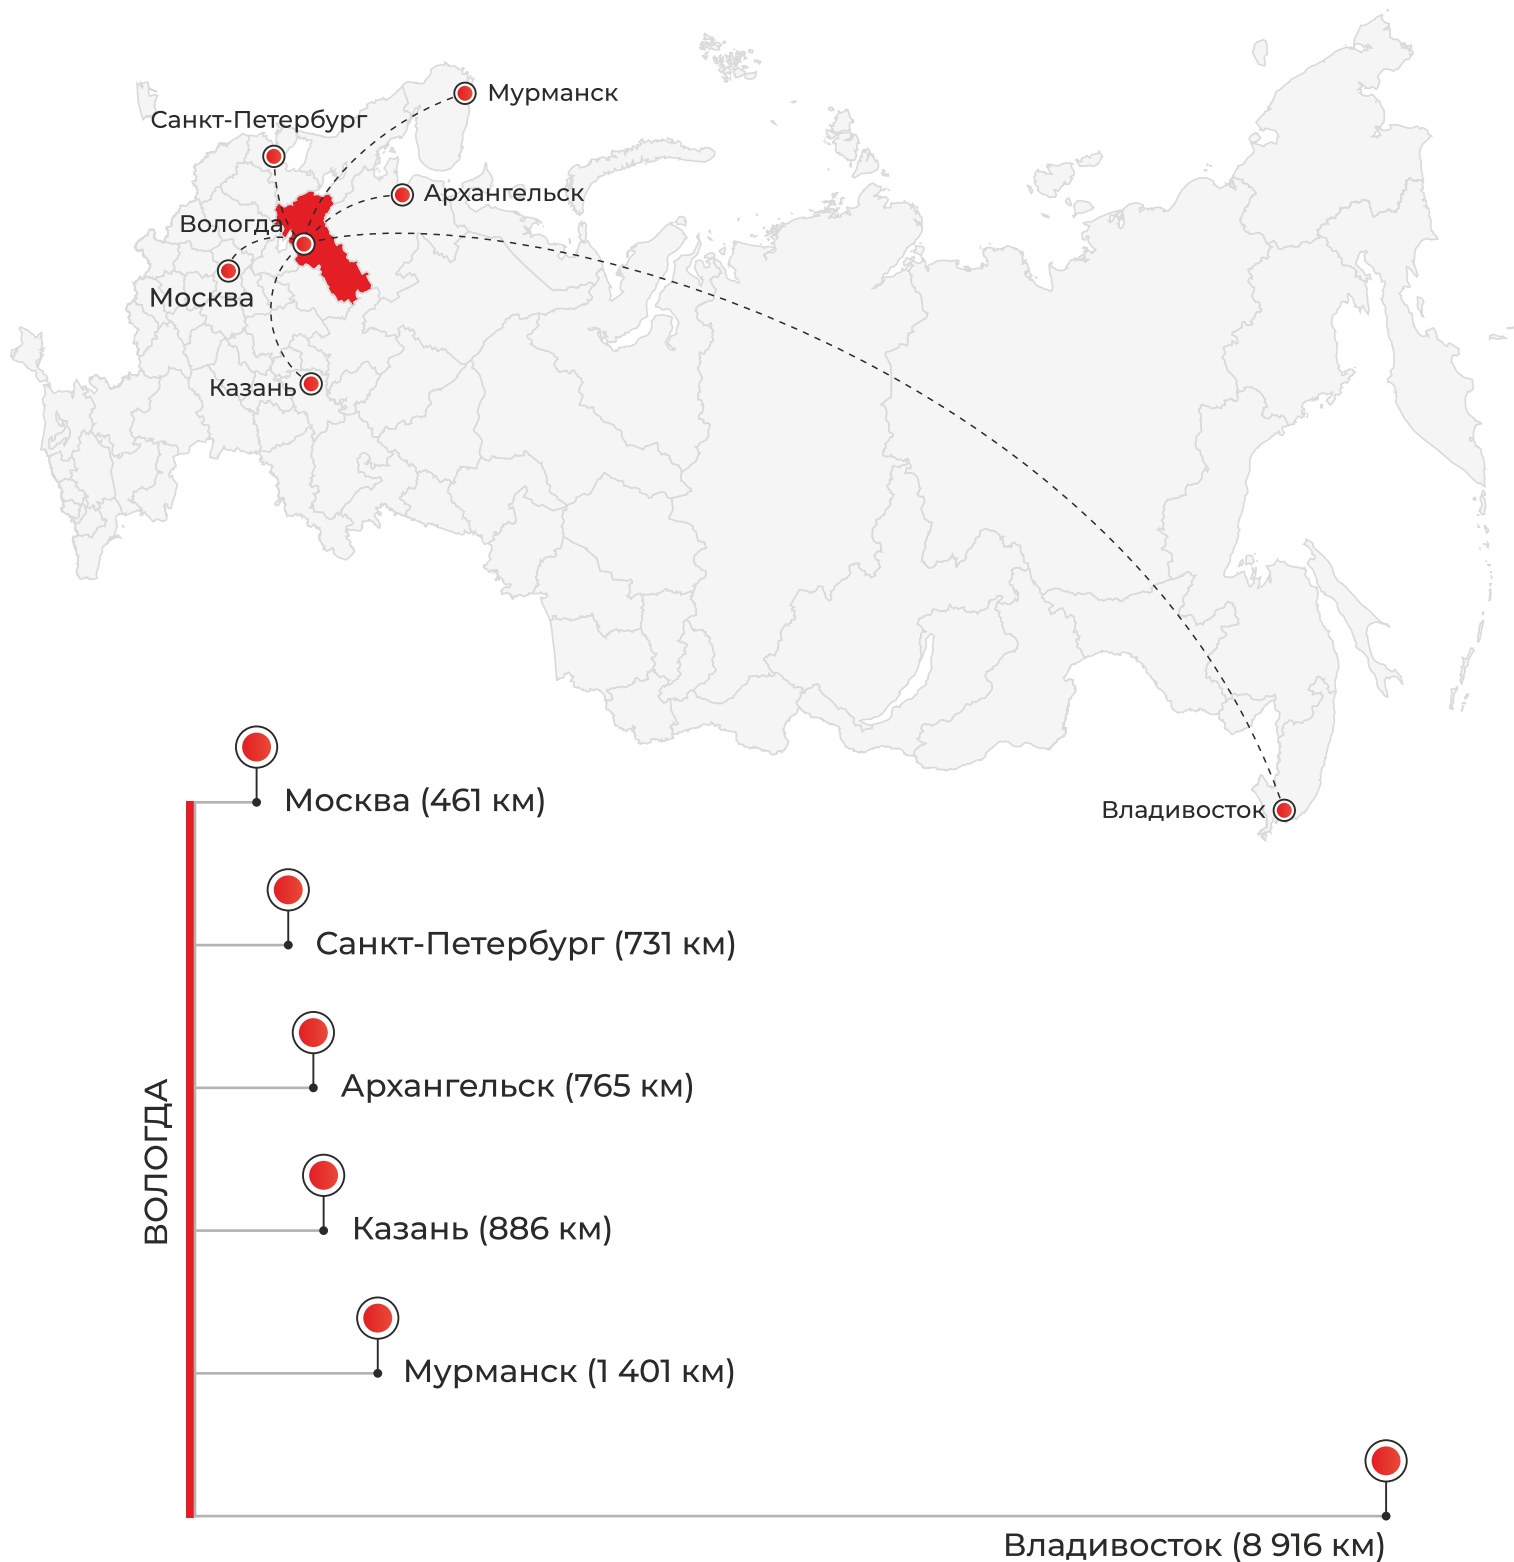 Мурманск
Санкт-Петербург
Архангельск
Вологда
Москва
Казань
Владивосток
Москва (461 км)
Санкт-Петербург (731 км)
Архангельск (765 км)
ВОЛОГДА
Казань (886 км)
Мурманск (1 401 км)
Владивосток (8 916 км)